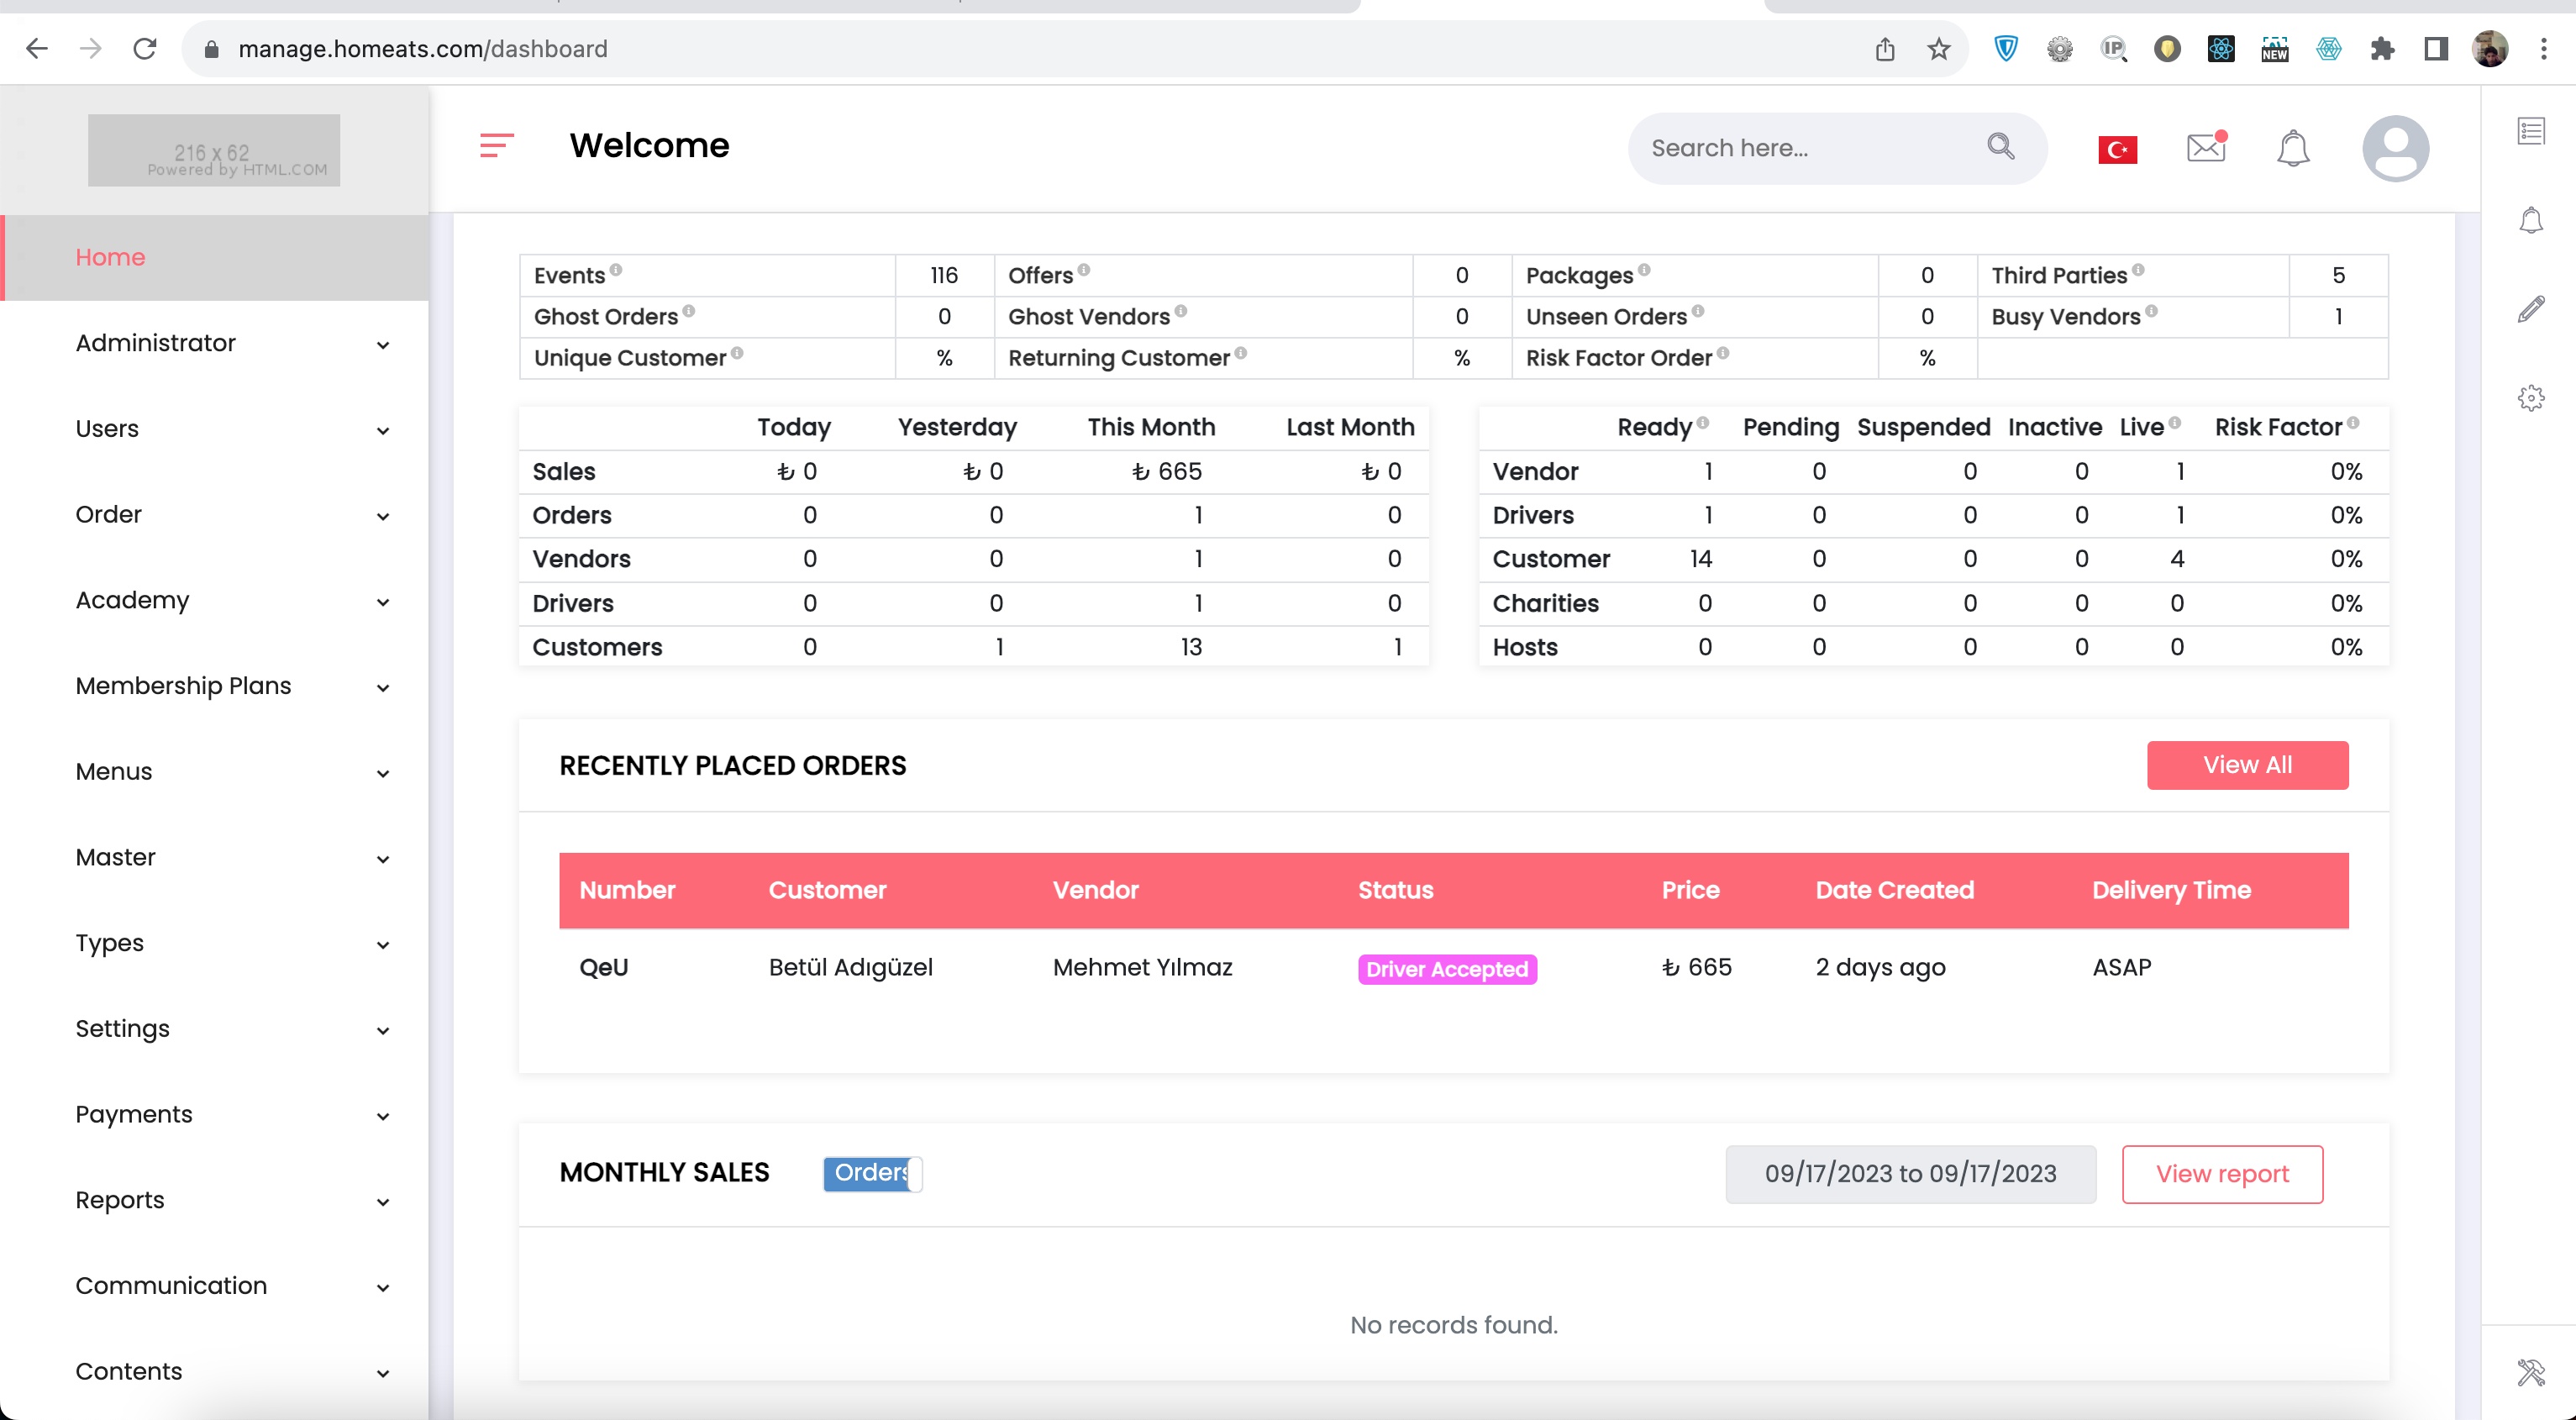 manage.homeats.com/dashboard
IP
NEW
216 x 62
Powered by HTML.COM
Welcome
Search here...
Home
Administrator
Users
Order
Academy
Membership Plans
Menus
Master
Types
Settings
Payments
Reports
Communication
Contents
Events 116 Offers 0 Packages 0 Third Parties 5
Ghost Orders 0 Ghost Vendors 0 Unseen Orders 0 Busy Vendors 1
Unique Customer % Returning Customer % Risk Factor Order %
Today Yesterday This Month Last Month
Sales ₺ 0 ₺ 0 ₺ 665 ₺ 0
Orders 0 0 1 0
Vendors 0 0 1 0
Drivers 0 0 1 0
Customers 0 1 13 1
Ready Pending Suspended Inactive Live Risk Factor
Vendor 1 0 0 0 1 0%
Drivers 1 0 0 0 1 0%
Customer 14 0 0 0 4 0%
Charities 0 0 0 0 0 0%
Hosts 0 0 0 0 0 0%
RECENTLY PLACED ORDERS
View All
Number Customer Vendor Status Price Date Created Delivery Time
QeU Betül Adıgüzel Mehmet Yılmaz Driver Accepted ₺ 665 2 days ago ASAP
MONTHLY SALES Orders 09/17/2023 to 09/17/2023 View report
No records found.